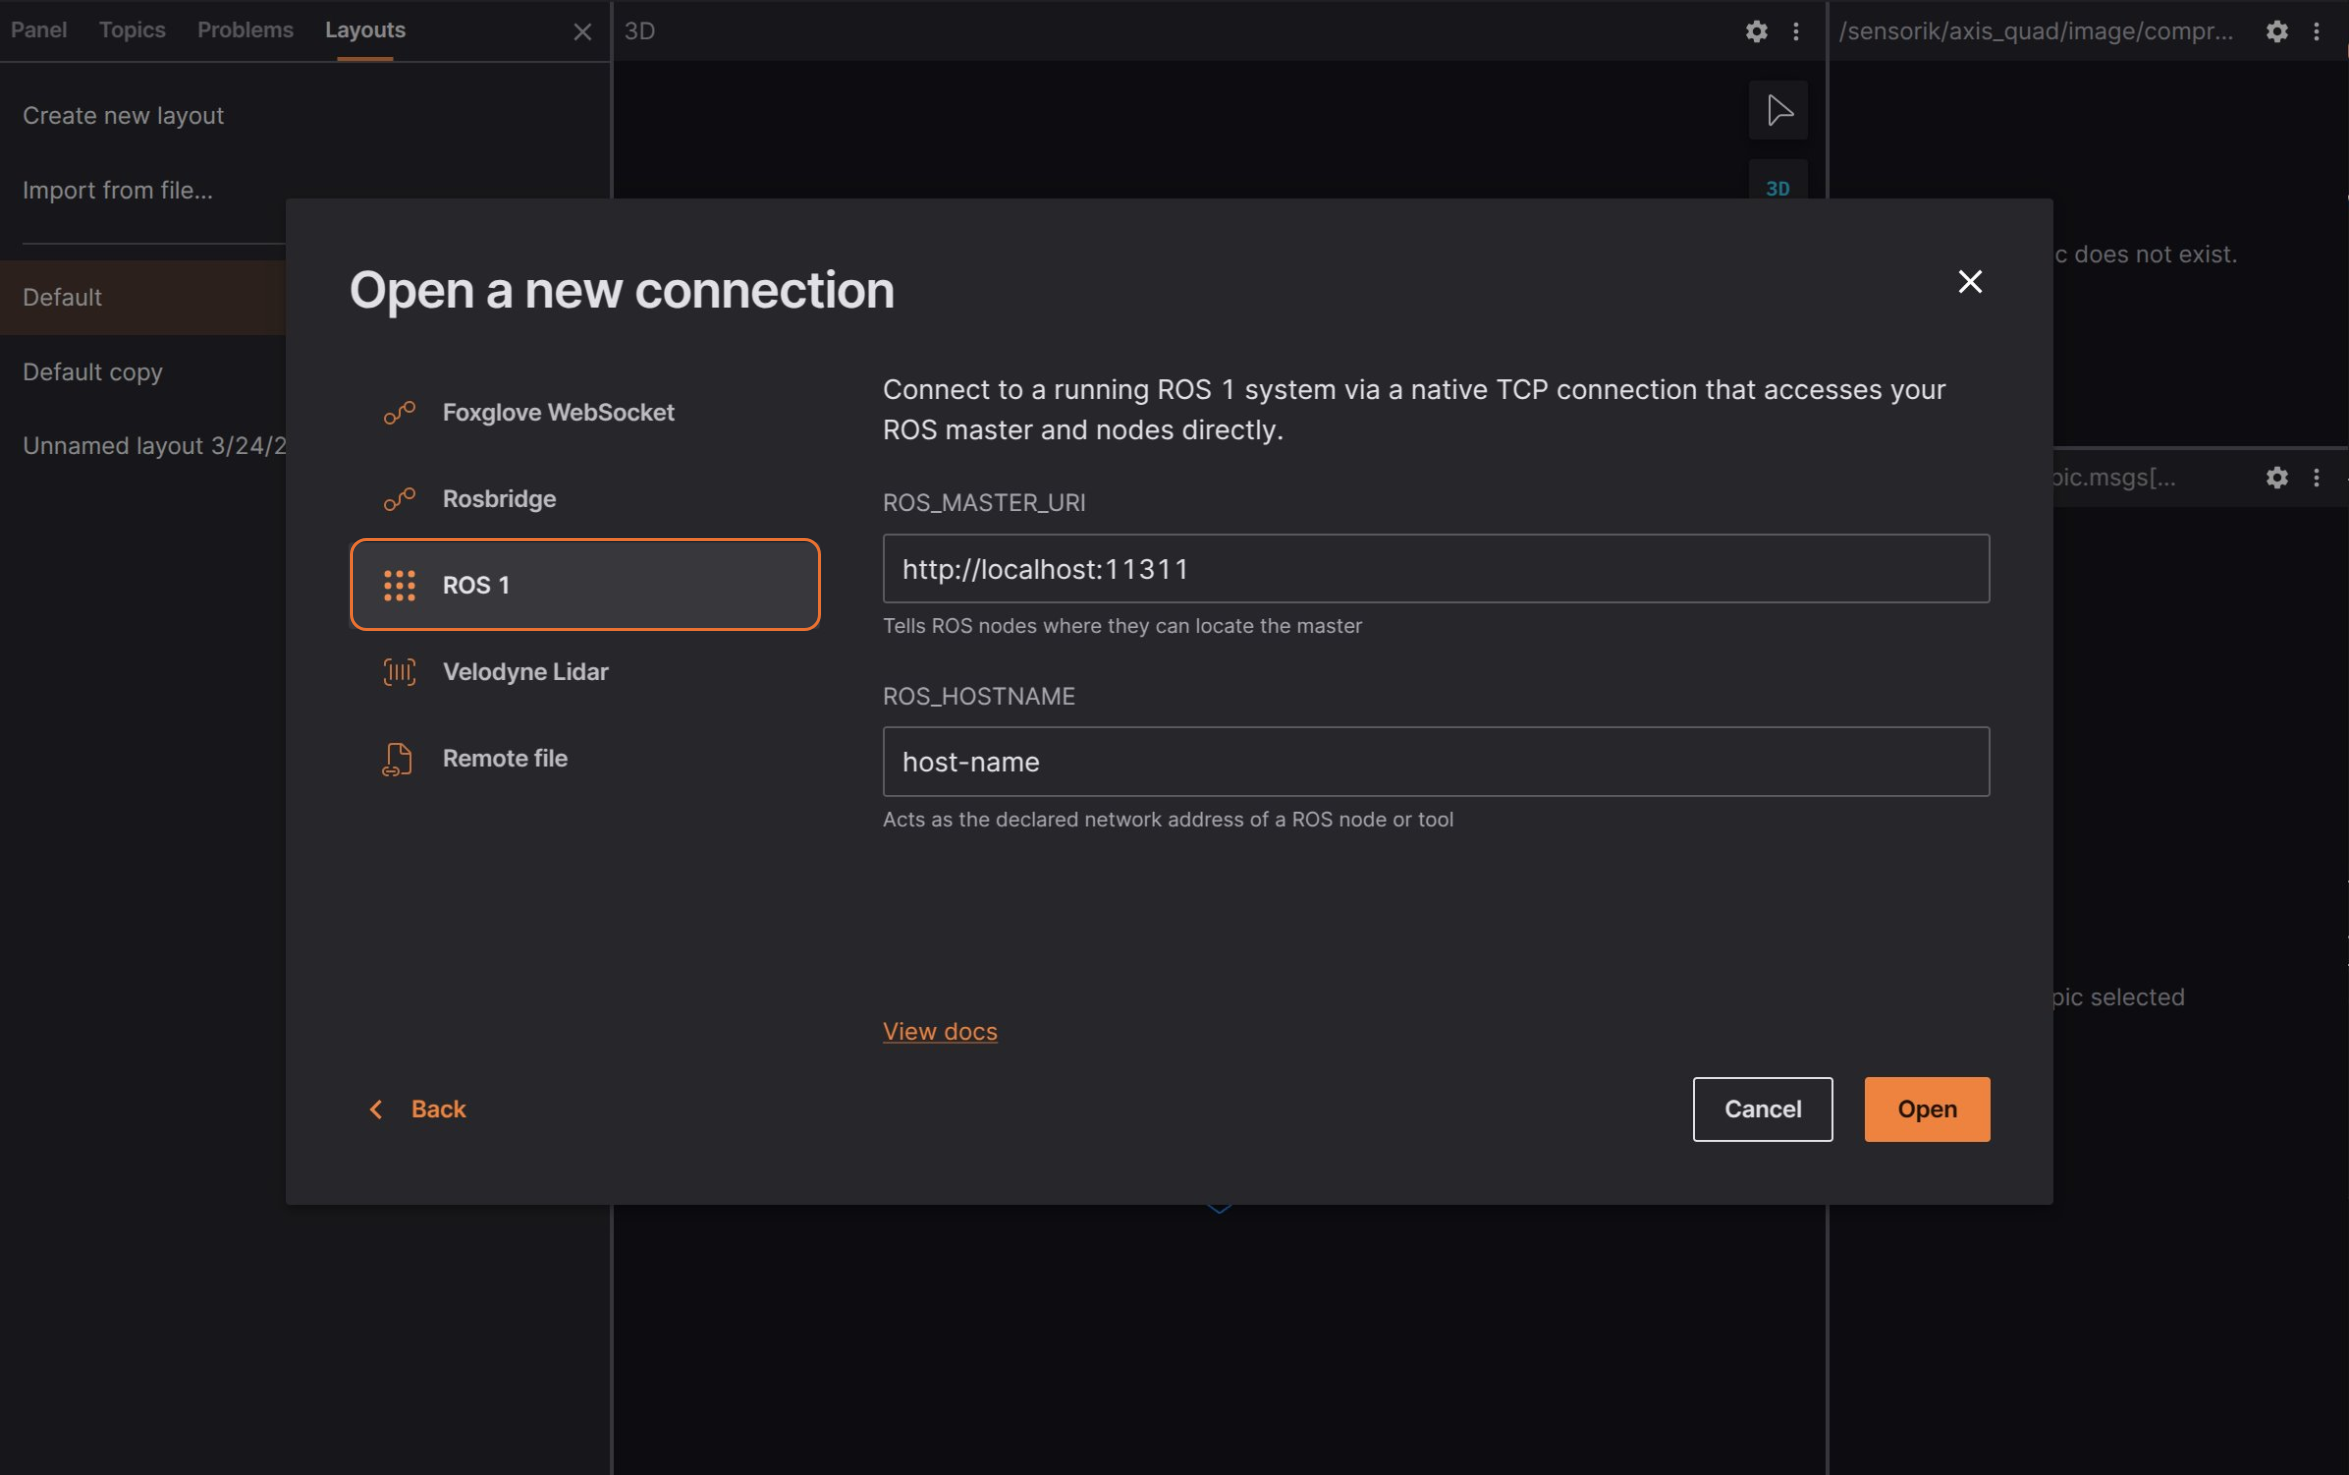 Panel
Topics
Problems
Layouts
3D
/sensorik/axis_quad/image/compr...
Create new layout
Import from file...
3D
c does not exist.
Default
Default copy
Unnamed layout 3/24/2
pic.msgs[...
pic selected
Open a new connection
Foxglove WebSocket
Rosbridge
ROS 1
Velodyne Lidar
Remote file
Connect to a running ROS 1 system via a native TCP connection that accesses your
ROS master and nodes directly.
ROS_MASTER_URI
http://localhost:11311
Tells ROS nodes where they can locate the master
ROS_HOSTNAME
host-name
Acts as the declared network address of a ROS node or tool
View docs
Back
Cancel
Open